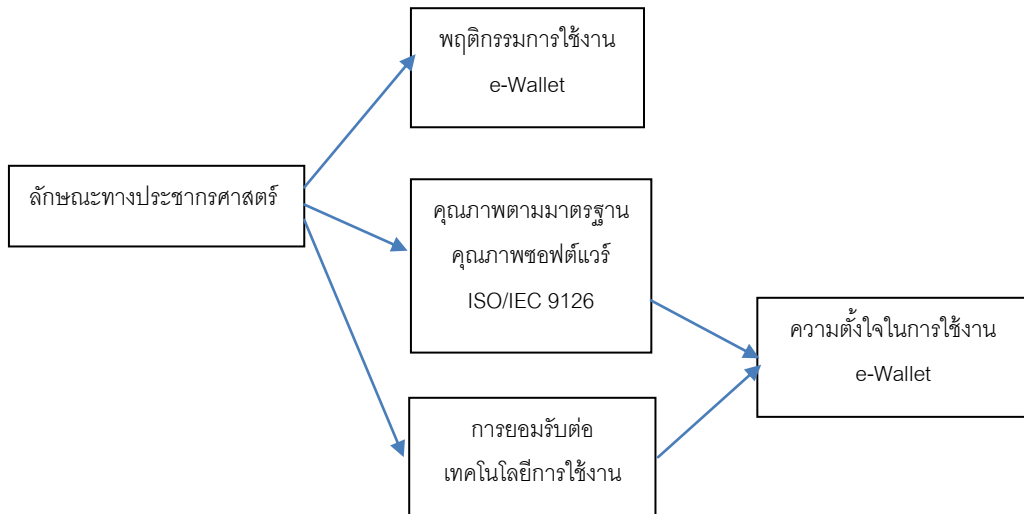 พฤติกรรมการใช้งาน
e-Wallet
ลักษณะทางประชากรศาสตร์
คุณภาพตามมาตรฐาน
คุณภาพซอฟต์แวร์
ISO/IEC 9126
ความตั้งใจในการใช้งาน
e-Wallet
การยอมรับต่อ
เทคโนโลยีการใช้งาน